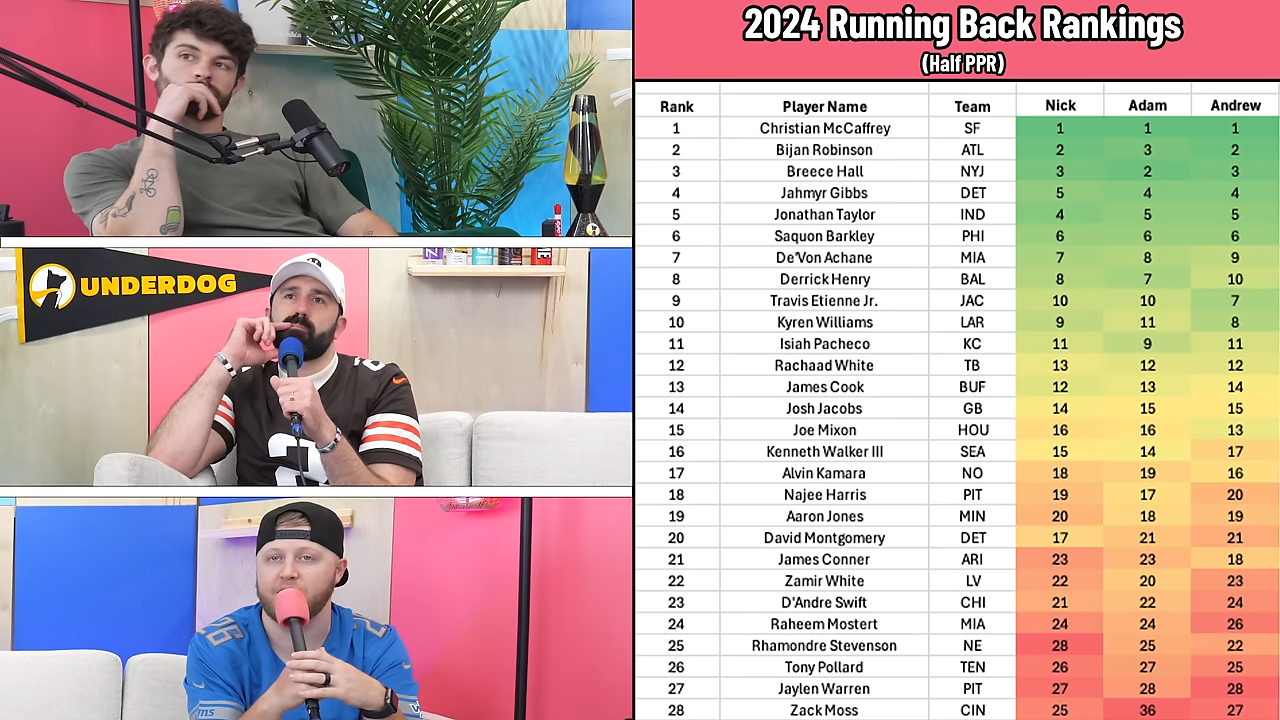 2024 Running Back Rankings
(Half PPR)
Rank Player Name Team Nick Adam Andrew
1 Christian McCaffrey SF 1 1 1
2 Bijan Robinson ATL 2 3 2
3 Breece Hall NYJ 3 2 3
4 Jahmyr Gibbs DET 5 4 4
5 Jonathan Taylor IND 4 5 5
6 Saquon Barkley PHI 6 6 6
7 De'Von Achane MIA 7 8 9
8 Derrick Henry BAL 8 7 10
9 Travis Etienne Jr. JAC 10 10 7
10 Kyren Williams LAR 9 11 8
11 Isiah Pacheco KC 11 9 11
12 Rachaad White TB 13 12 12
13 James Cook BUF 12 13 14
14 Josh Jacobs GB 14 15 15
15 Joe Mixon HOU 16 16 13
16 Kenneth Walker III SEA 15 14 17
17 Alvin Kamara NO 18 19 16
18 Najee Harris PIT 19 17 20
19 Aaron Jones MIN 20 18 19
20 David Montgomery DET 17 21 21
21 James Conner ARI 23 23 18
22 Zamir White LV 22 20 23
23 D'Andre Swift CHI 21 22 24
24 Raheem Mostert MIA 24 24 26
25 Rhamondre Stevenson NE 28 25 22
26 Tony Pollard TEN 26 27 25
27 Jaylen Warren PIT 27 28 28
28 Zack Moss CIN 25 36 27
UNDERDOG
26